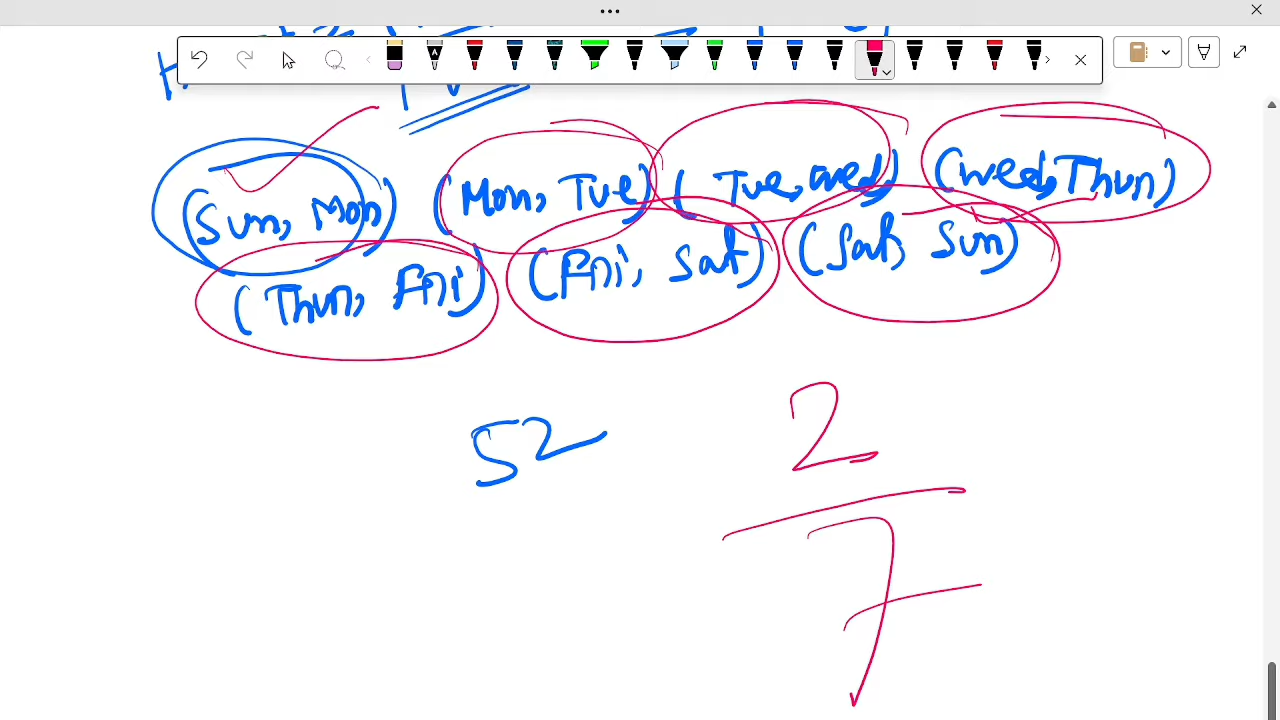 (Sun, Mon) (Mon, Tue) (Tue, Wed) (Wed, Thur)
(Thur, Fri) (Fri, Sat) (Sat, Sun)
52
2
7